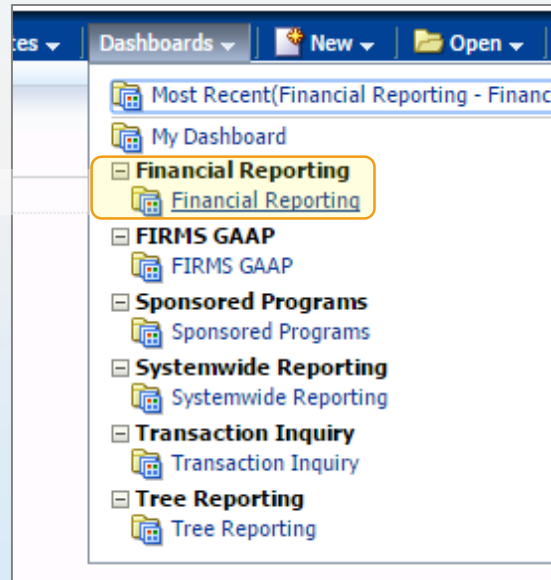 tes Dashboards New Open
Most Recent(Financial Reporting - Financ
My Dashboard
Financial Reporting
Financial Reporting
FIRMS GAAP
FIRMS GAAP
Sponsored Programs
Sponsored Programs
Systemwide Reporting
Systemwide Reporting
Transaction Inquiry
Transaction Inquiry
Tree Reporting
Tree Reporting